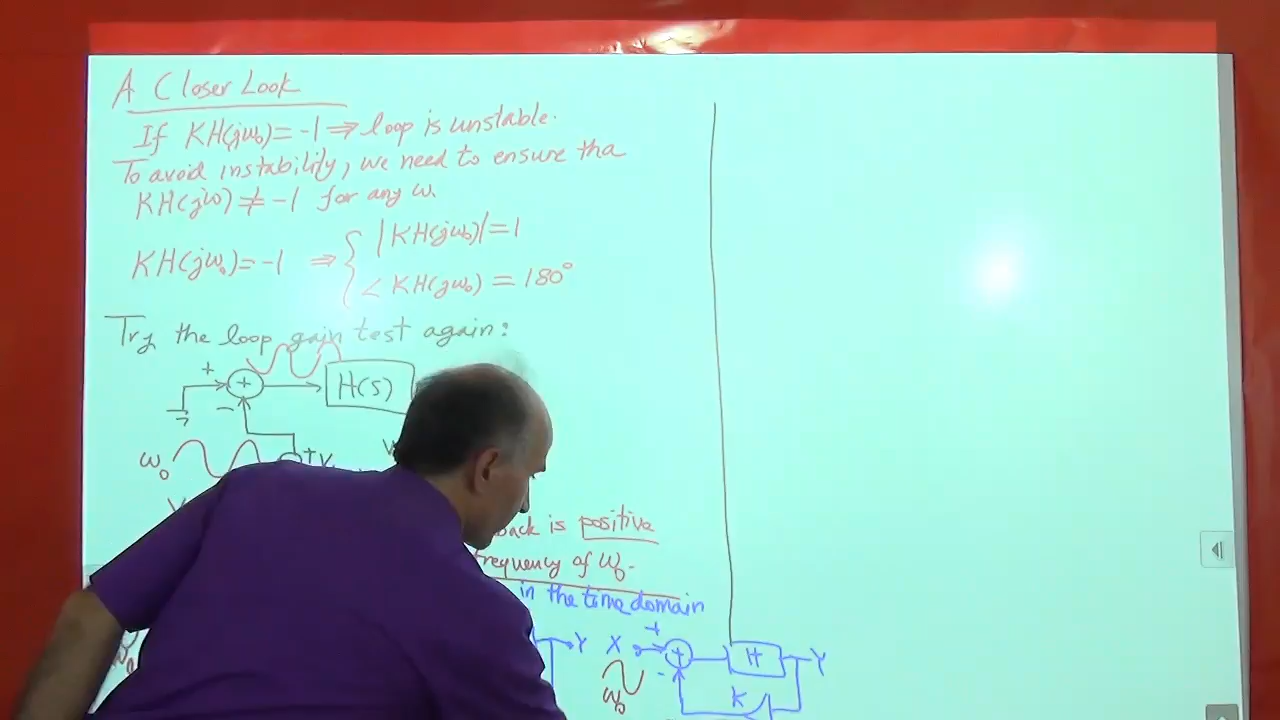 A Closer Look
If KH(jω₀) = -1 ⇒ loop is unstable.
To avoid instability, we need to ensure tha
KH(jω) ≠ -1 for any ω
KH(jω₀) = -1 ⇒ { |KH(jω₀)| = 1
∠ KH(jω₀) = 180°
Try the loop gain test again:
+
+ H(s)
-
ω₀ +
back is positive
frequency of ω₀.
in the time domain
Y X + + H Y
-
ω₀ K
ω₀